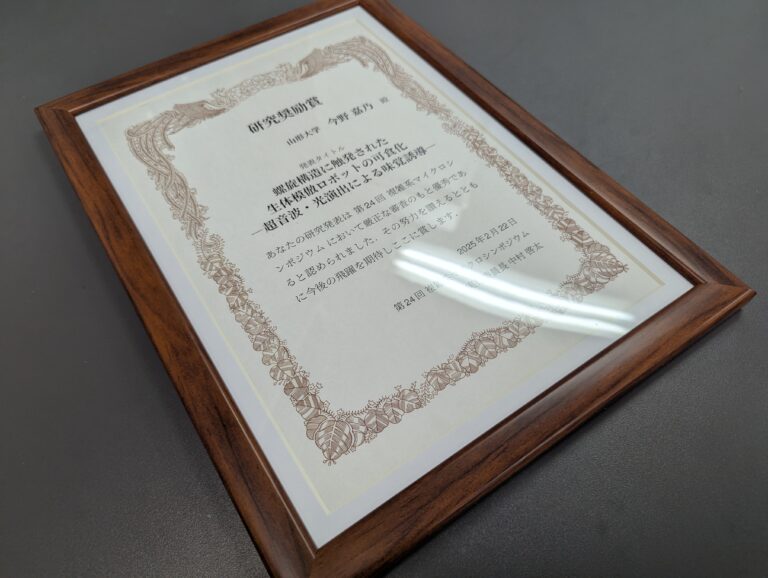 研究奨励賞
山形大学 今野 嘉乃 殿
発表タイトル
螺旋構造に触発された
生体模倣ロボットの可食化
―超音波・光演出による味覚誘導―
あなたの研究発表は 第24回 複雑系マイクロシ
ンポジウム において厳正な審査のもと優秀であ
ると認められました。その努力を讃えるととも
に今後の飛躍を期待しここに賞します。
2025年2月22日
第24回 複 クロシンポジウム
委員長 中村 啓太